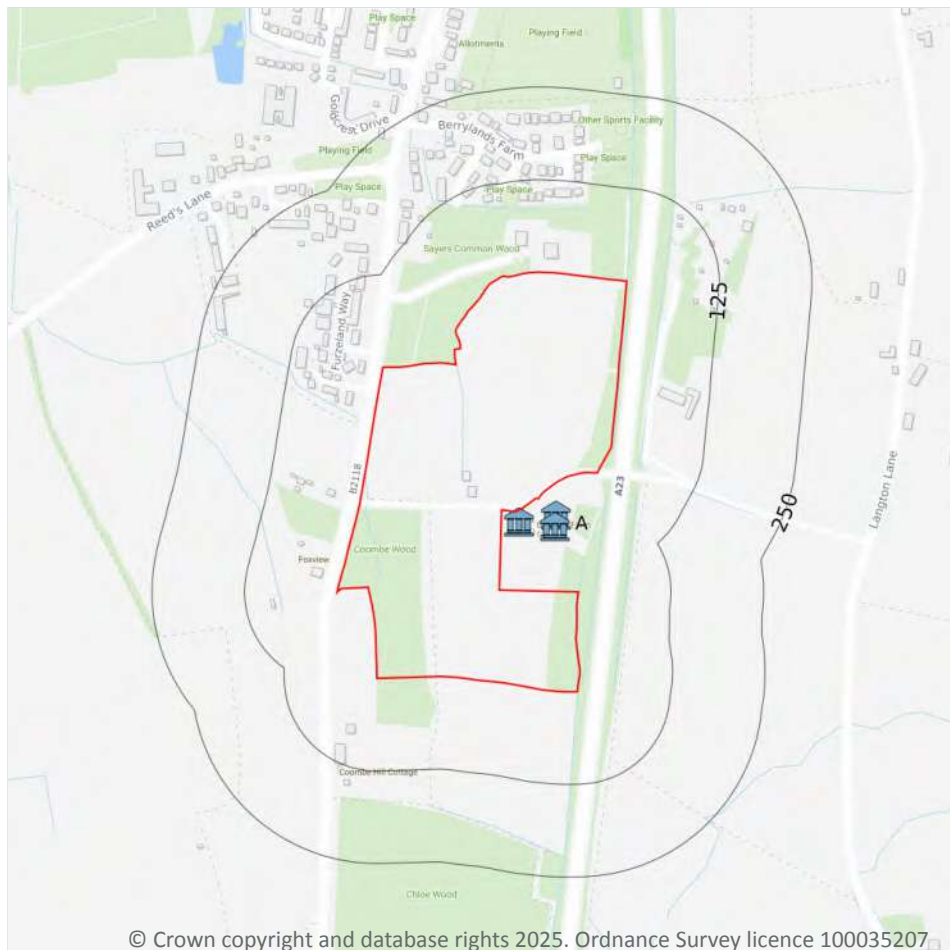 Play Space
Allotments
Playing Field
Goldcrest Drive
Berrylands Farm
Other Sports Facility
Playing Field
Play Space
Play Space
Play Space
Reed's Lane
Sayers Common Wood
125
Furzeland Way
B2118
A23
250
Langton Lane
A
Coombe Wood
Foxview
Coombe Hill Cottage
Chloe Wood
© Crown copyright and database rights 2025. Ordnance Survey licence 100035207